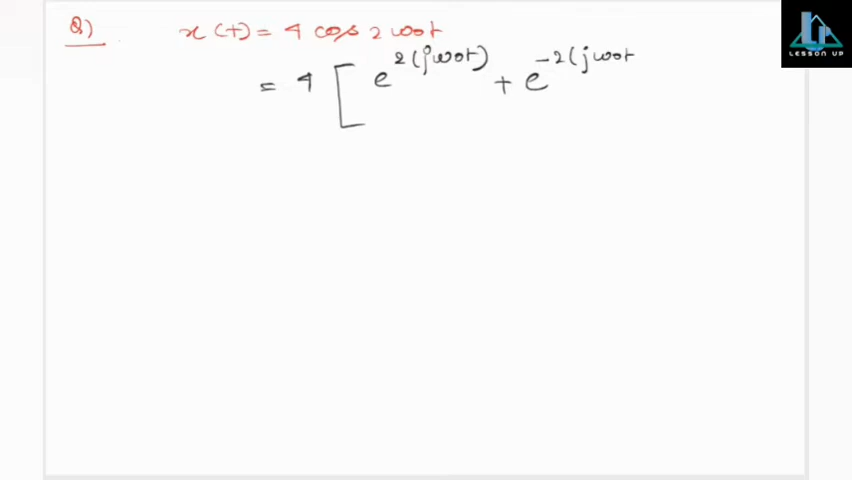 Q) x(t) = 4 cos 2 ω0t
= 4 [ e^2(jω0t) + e^-2(jω0t
LESSON UP